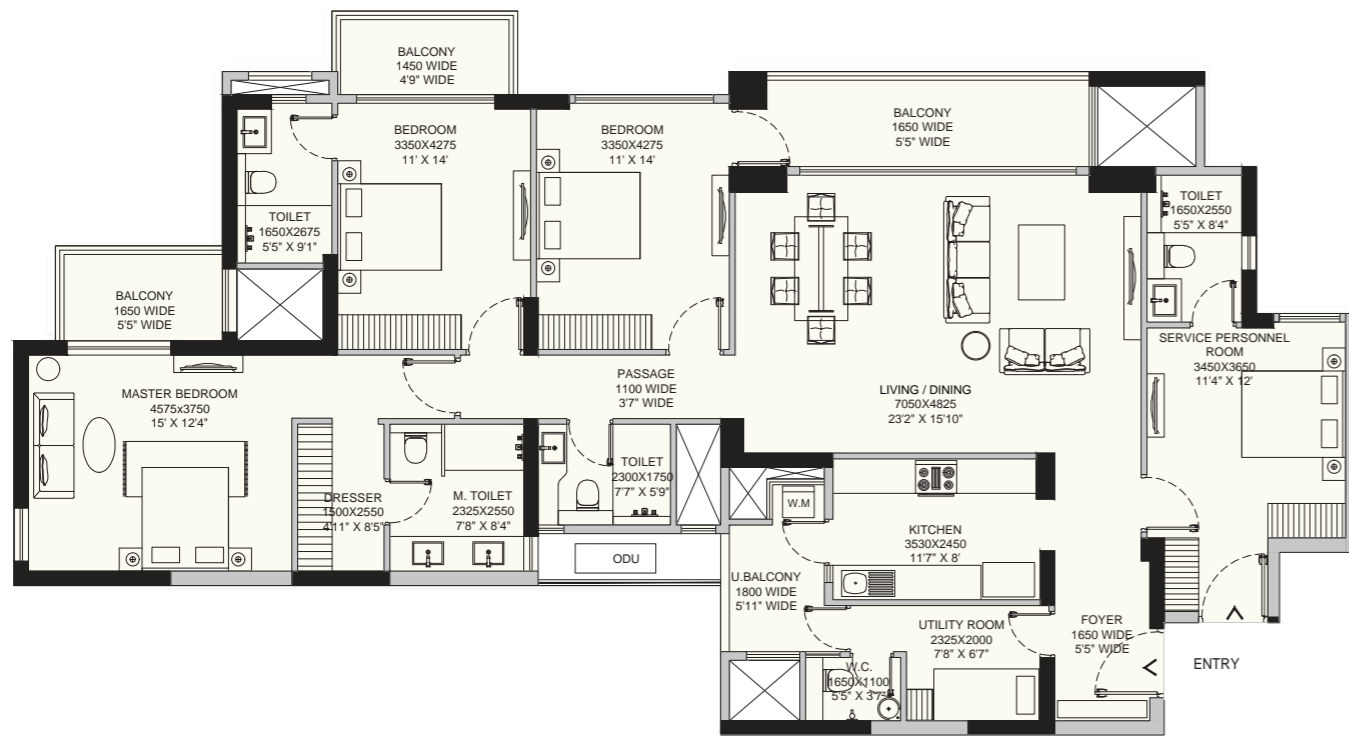 BALCONY
1450 WIDE
4'9" WIDE
BEDROOM
3350X4275
11' X 14'
BEDROOM
3350X4275
11' X 14'
BALCONY
1650 WIDE
5'5" WIDE
TOILET
1650X2675
5'5" X 9'1"
TOILET
1650X2550
5'5" X 8'4"
BALCONY
1650 WIDE
5'5" WIDE
SERVICE PERSONNEL
ROOM
3450X3650
11'4" X 12'
MASTER BEDROOM
4575x3750
15' X 12'4"
PASSAGE
1100 WIDE
3'7" WIDE
LIVING / DINING
7050X4825
23'2" X 15'10"
DRESSER
1500X2550
4'11" X 8'5"
M. TOILET
2325X2550
7'8" X 8'4"
TOILET
2300X1750
7'7" X 5'9"
W.M
KITCHEN
3530X2450
11'7" X 8'
ODU
U.BALCONY
1800 WIDE
5'11" WIDE
UTILITY ROOM
2325X2000
7'8" X 6'7"
FOYER
1650 WIDE
5'5" WIDE
W.C.
1650X1100
5'5" X 3'7"
ENTRY